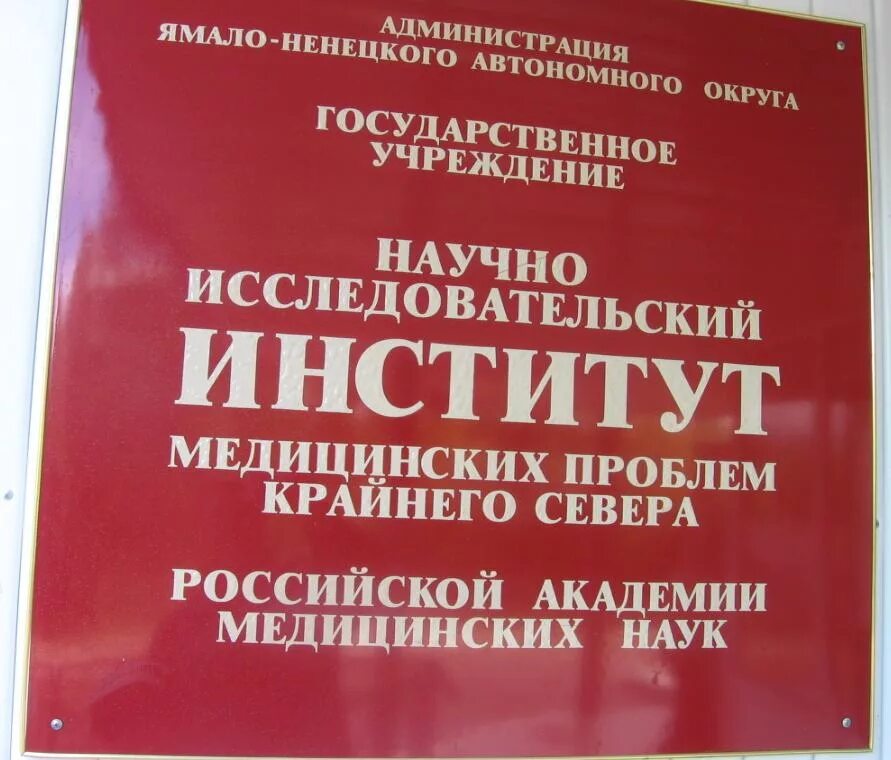 АДМИНИСТРАЦИЯ
ЯМАЛО-НЕНЕЦКОГО АВТОНОМНОГО ОКРУГА
ГОСУДАРСТВЕННОЕ
УЧРЕЖДЕНИЕ
НАУЧНО
ИССЛЕДОВАТЕЛЬСКИЙ
ИНСТИТУТ
МЕДИЦИНСКИХ ПРОБЛЕМ
КРАЙНЕГО СЕВЕРА
РОССИЙСКОЙ АКАДЕМИИ
МЕДИЦИНСКИХ НАУК